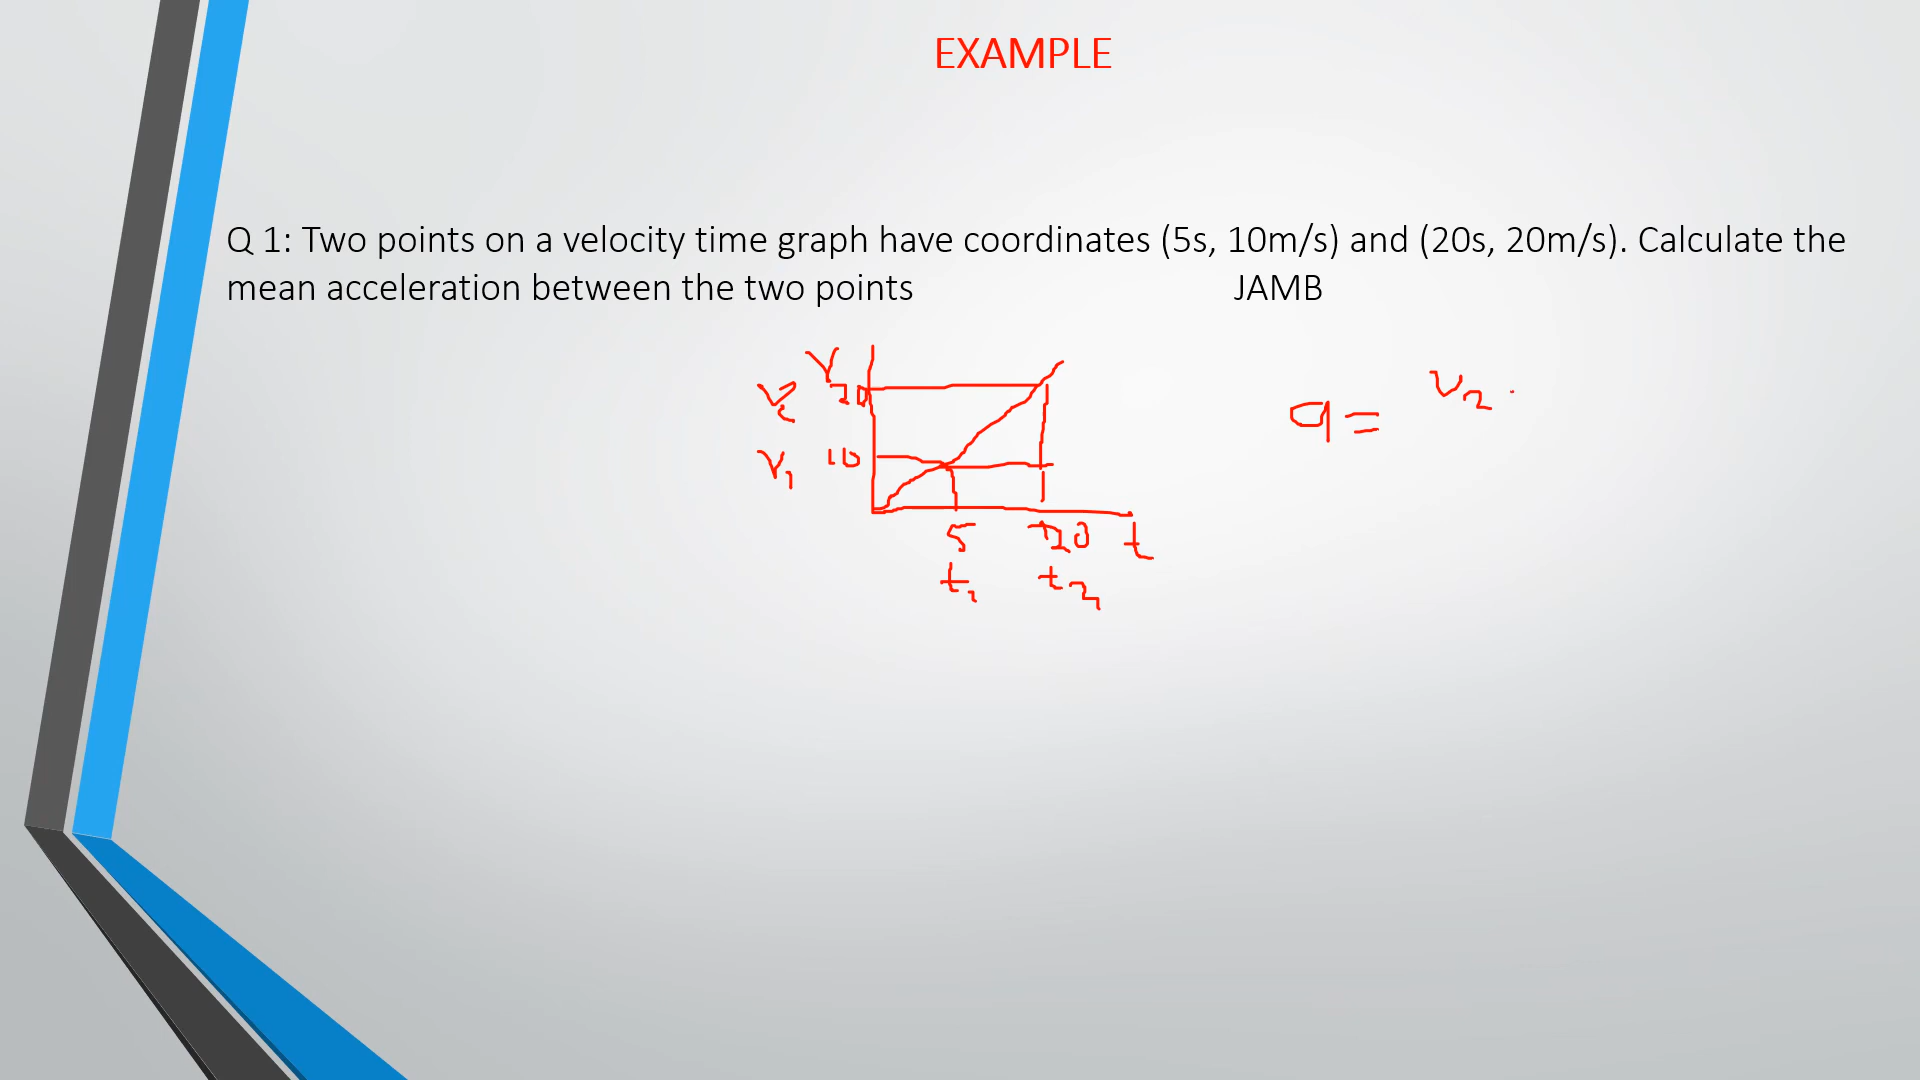 EXAMPLE
Q 1: Two points on a velocity time graph have coordinates (5s, 10m/s) and (20s, 20m/s). Calculate the
mean acceleration between the two points JAMB
V
V2 20
V1 10
5 20 t
t1 t2
a = V2 -